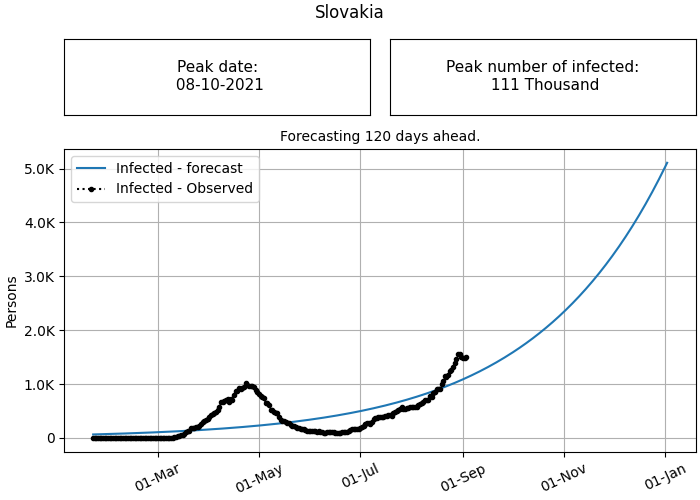 Slovakia
Peak date:
08-10-2021
Peak number of infected:
111 Thousand
Forecasting 120 days ahead.
Infected - forecast
Infected - Observed
Persons
5.0K
4.0K
3.0K
2.0K
1.0K
0
01-Mar
01-May
01-Jul
01-Sep
01-Nov
01-Jan